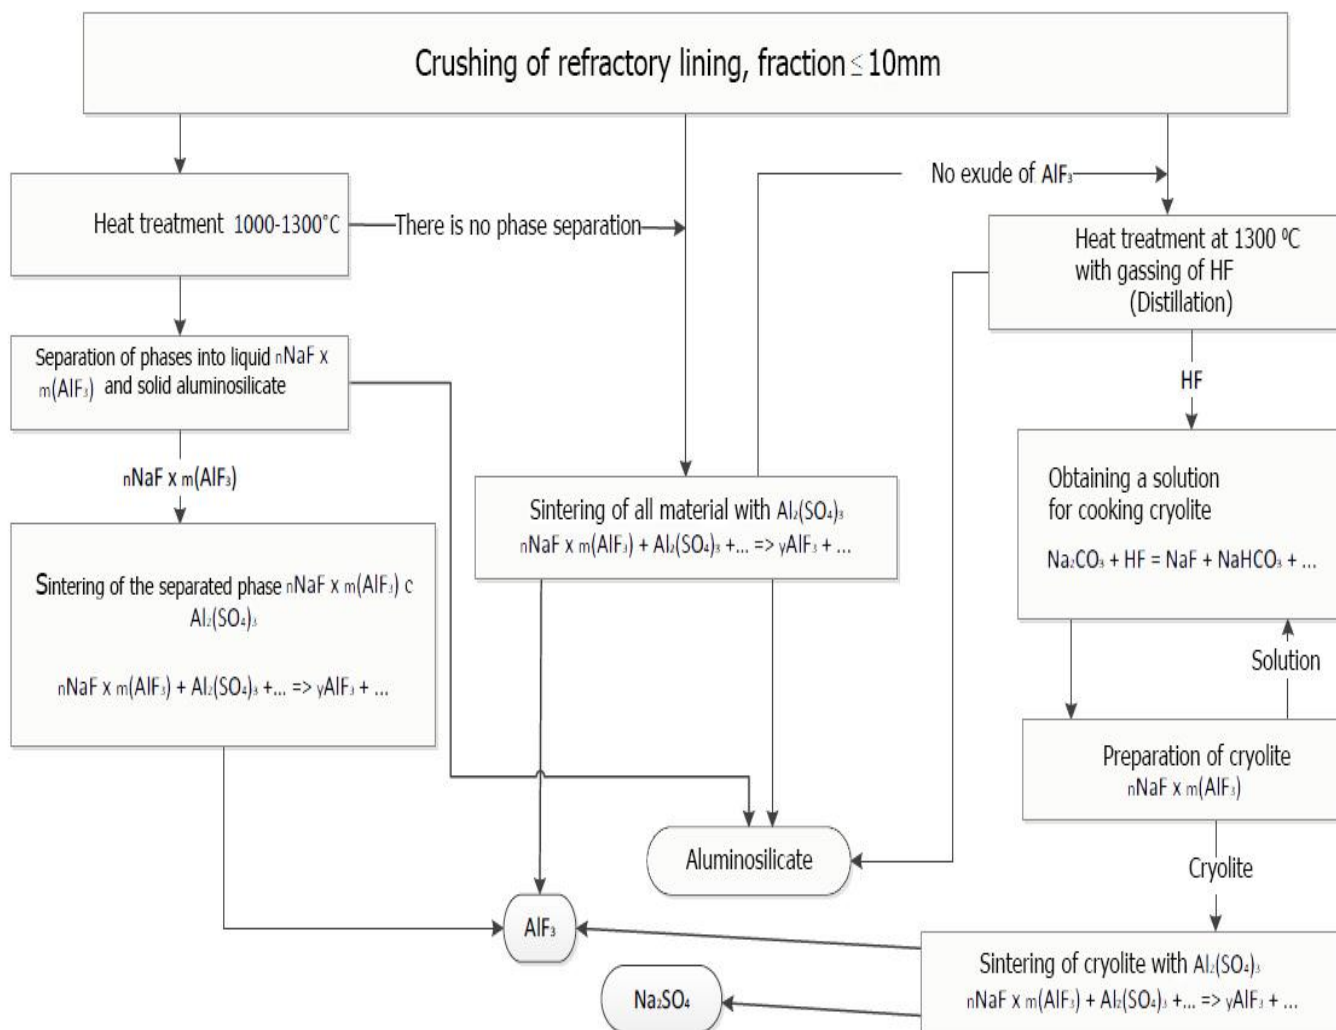 Crushing of refractory lining, fraction ≤ 10mm
No exude of AlF₃
Heat treatment 1000-1300°C
There is no phase separation
Heat treatment at 1300 ⁰C
with gassing of HF
(Distillation)
Separation of phases into liquid nNaF x
m(AlF₃) and solid aluminosilicate
HF
nNaF x m(AlF₃)
Obtaining a solution
for cooking cryolite
Na₂CO₃ + HF = NaF + NaHCO₃ + ...
Sintering of all material with Al₂(SO₄)₃
nNaF x m(AlF₃) + Al₂(SO₄)₃ +... => yAlF₃ + ...
Sintering of the separated phase nNaF x m(AlF₃) c
Al₂(SO₄)₃
nNaF x m(AlF₃) + Al₂(SO₄)₃ +... => yAlF₃ + ...
Solution
Preparation of cryolite
nNaF x m(AlF₃)
Aluminosilicate
Cryolite
AlF₃
Sintering of cryolite with Al₂(SO₄)₃
nNaF x m(AlF₃) + Al₂(SO₄)₃ +... => yAlF₃ + ...
Na₂SO₄